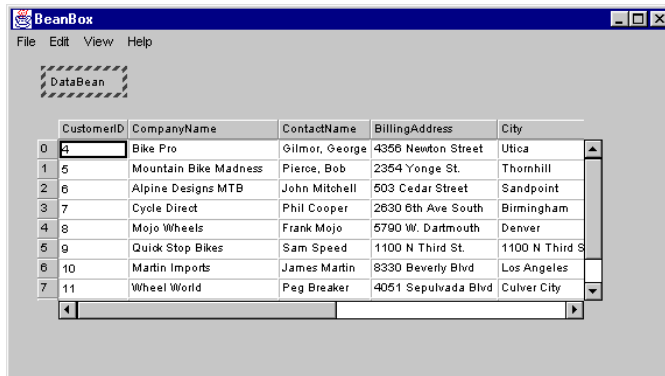 BeanBox
File Edit View Help
DataBean
CustomerID CompanyName ContactName BillingAddress City
0 4 Bike Pro Gilmor, George 4356 Newton Street Utica
1 5 Mountain Bike Madness Pierce, Bob 2354 Yonge St. Thornhill
2 6 Alpine Designs MTB John Mitchell 503 Cedar Street Sandpoint
3 7 Cycle Direct Phil Cooper 2630 6th Ave South Birmingham
4 8 Mojo Wheels Frank Mojo 5790 W. Dartmouth Denver
5 9 Quick Stop Bikes Sam Speed 1100 N Third St. 1100 N Third S
6 10 Martin Imports James Martin 8330 Beverly Blvd Los Angeles
7 11 Wheel World Peg Breaker 4051 Sepulvada Blvd Culver City